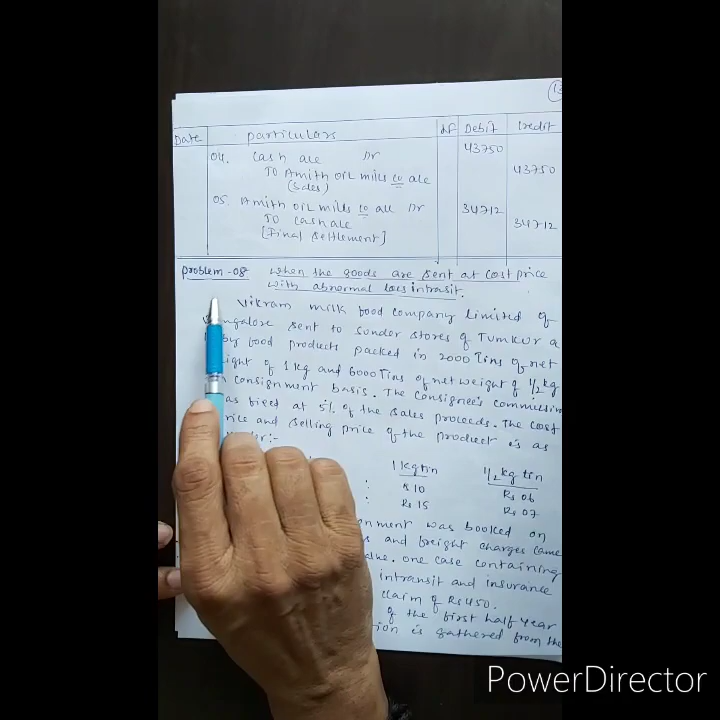 Date particulars LF Debit Credit
04. Cash a/c Dr 43750
To Amith oil mills co a/c 43750
(Sales)
05. Amith oil mills co a/c Dr 34712
To Cash a/c 34712
[Final Settlement]
problem-08 When the goods are sent at cost price
with abnormal loss intransit.
Vikram milk food company limited of
sent to sunder stores of Tumkur a
by food products packed in 2000 Tins of net
of 1 kg and 6000 Tins of net weight of 1/2 kg
consignment basis. The consignee's commission
as fixed at 5% of the sales proceeds. The cost
and selling price of the product is as
:-
1 kg tin 1/2 kg tin
: Rs 10 Rs 06
: Rs 15 Rs 07
was booked on
and freight charges came
one case containing
intransit and insurance
claim of Rs 450.
of the first half year
is gathered from the
PowerDirector